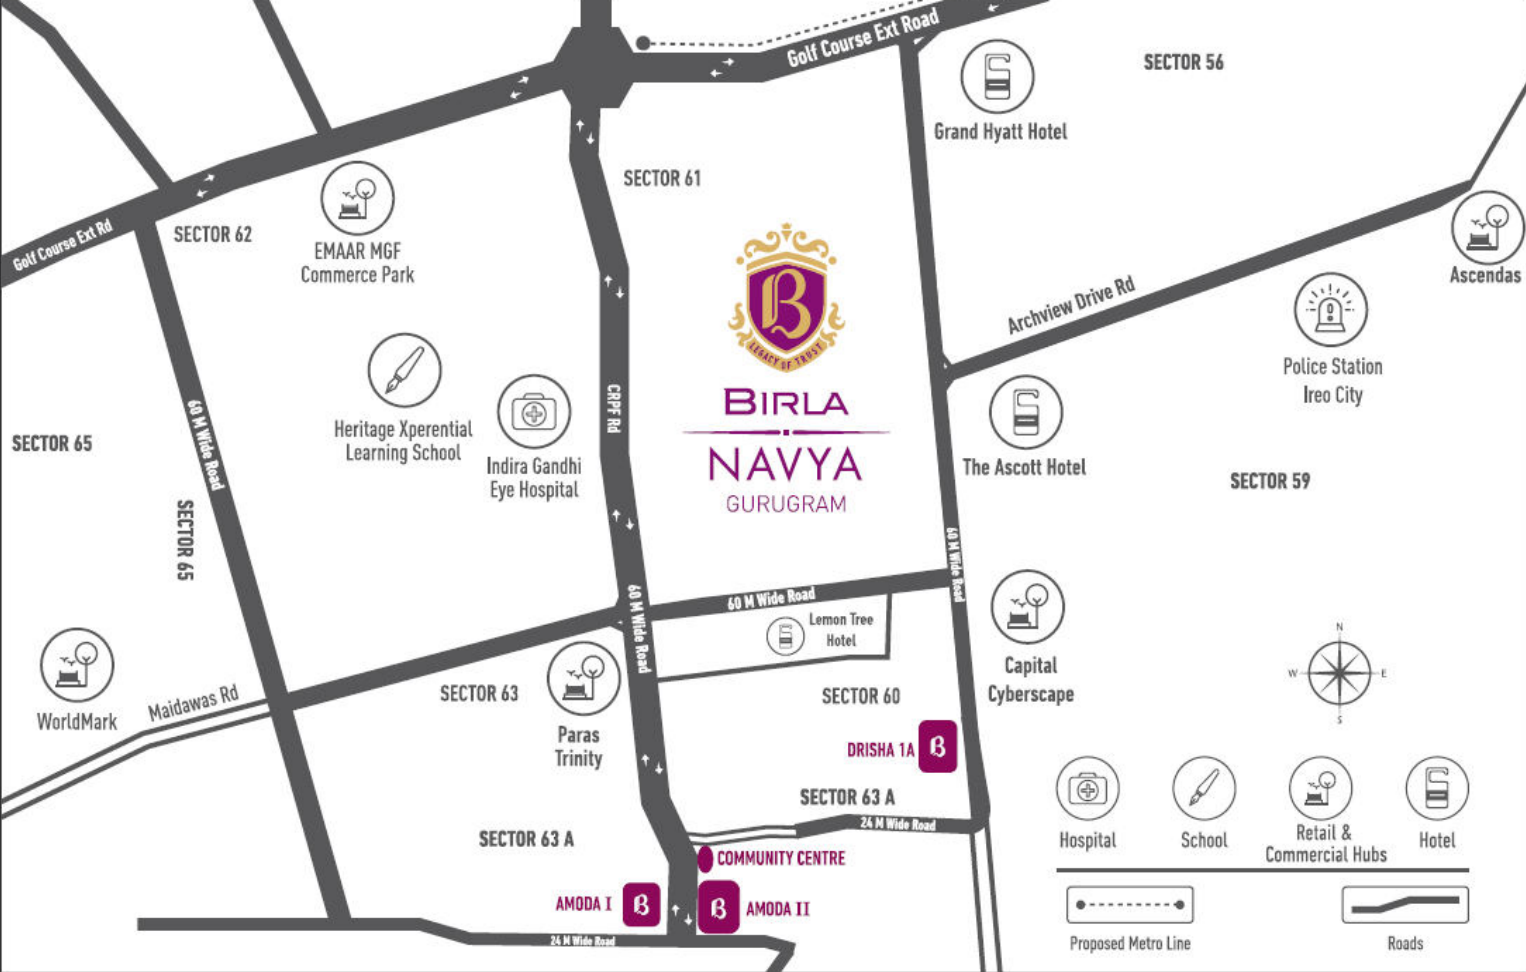 Golf Course Ext Road
SECTOR 56
Grand Hyatt Hotel
SECTOR 61
SECTOR 62
EMAAR MGF
Commerce Park
Golf Course Ext Rd
Ascendas
Archview Drive Rd
Police Station
Ireo City
B
LEGACY OF TRUST
BIRLA
NAVYA
GURUGRAM
CRPF Rd
Heritage Xperential
Learning School
Indira Gandhi
Eye Hospital
SECTOR 65
60 M Wide Road
SECTOR 65
The Ascott Hotel
SECTOR 59
60 M Wide Road
60 M Wide Road
60 M Wide Road
Lemon Tree
Hotel
Capital
Cyberscape
N
W
E
S
WorldMark
Maidawas Rd
SECTOR 63
Paras
Trinity
SECTOR 60
DRISHA 1A
B
SECTOR 63 A
24 M Wide Road
SECTOR 63 A
COMMUNITY CENTRE
AMODA I
B
B
AMODA II
24 M Wide Road
Hospital
School
Retail &
Commercial Hubs
Hotel
Proposed Metro Line
Roads